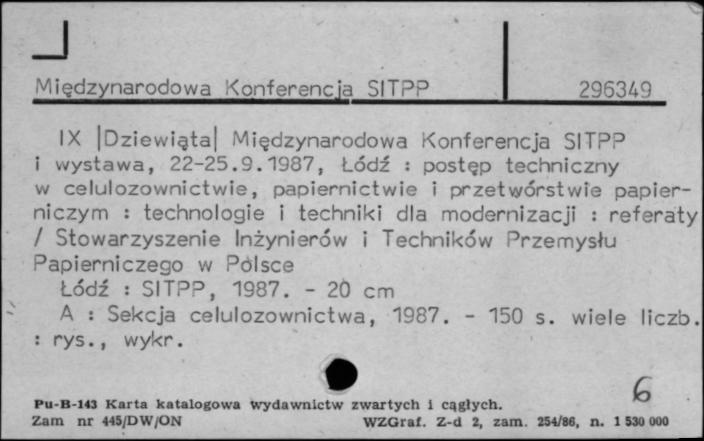 Międzynarodowa Konferencja SITPP 296349
IX |Dziewiąta| Międzynarodowa Konferencja SITPP
i wystawa, 22-25.9.1987, Łódź : postęp techniczny
w celulozownictwie, papiernictwie i przetwórstwie papier-
niczym : technologie i techniki dla modernizacji : referaty
/ Stowarzyszenie Inżynierów i Techników Przemysłu
Papierniczego w Polsce
Łódź : SITPP, 1987. - 20 cm
A : Sekcja celulozownictwa, 1987. - 150 s. wiele liczb.
: rys., wykr.
6
Pu-B-143 Karta katalogowa wydawnictw zwartych i cągłych.
Zam nr 445/DW/ON WZGraf. Z-d 2, zam. 254/86, n. 1 530 000